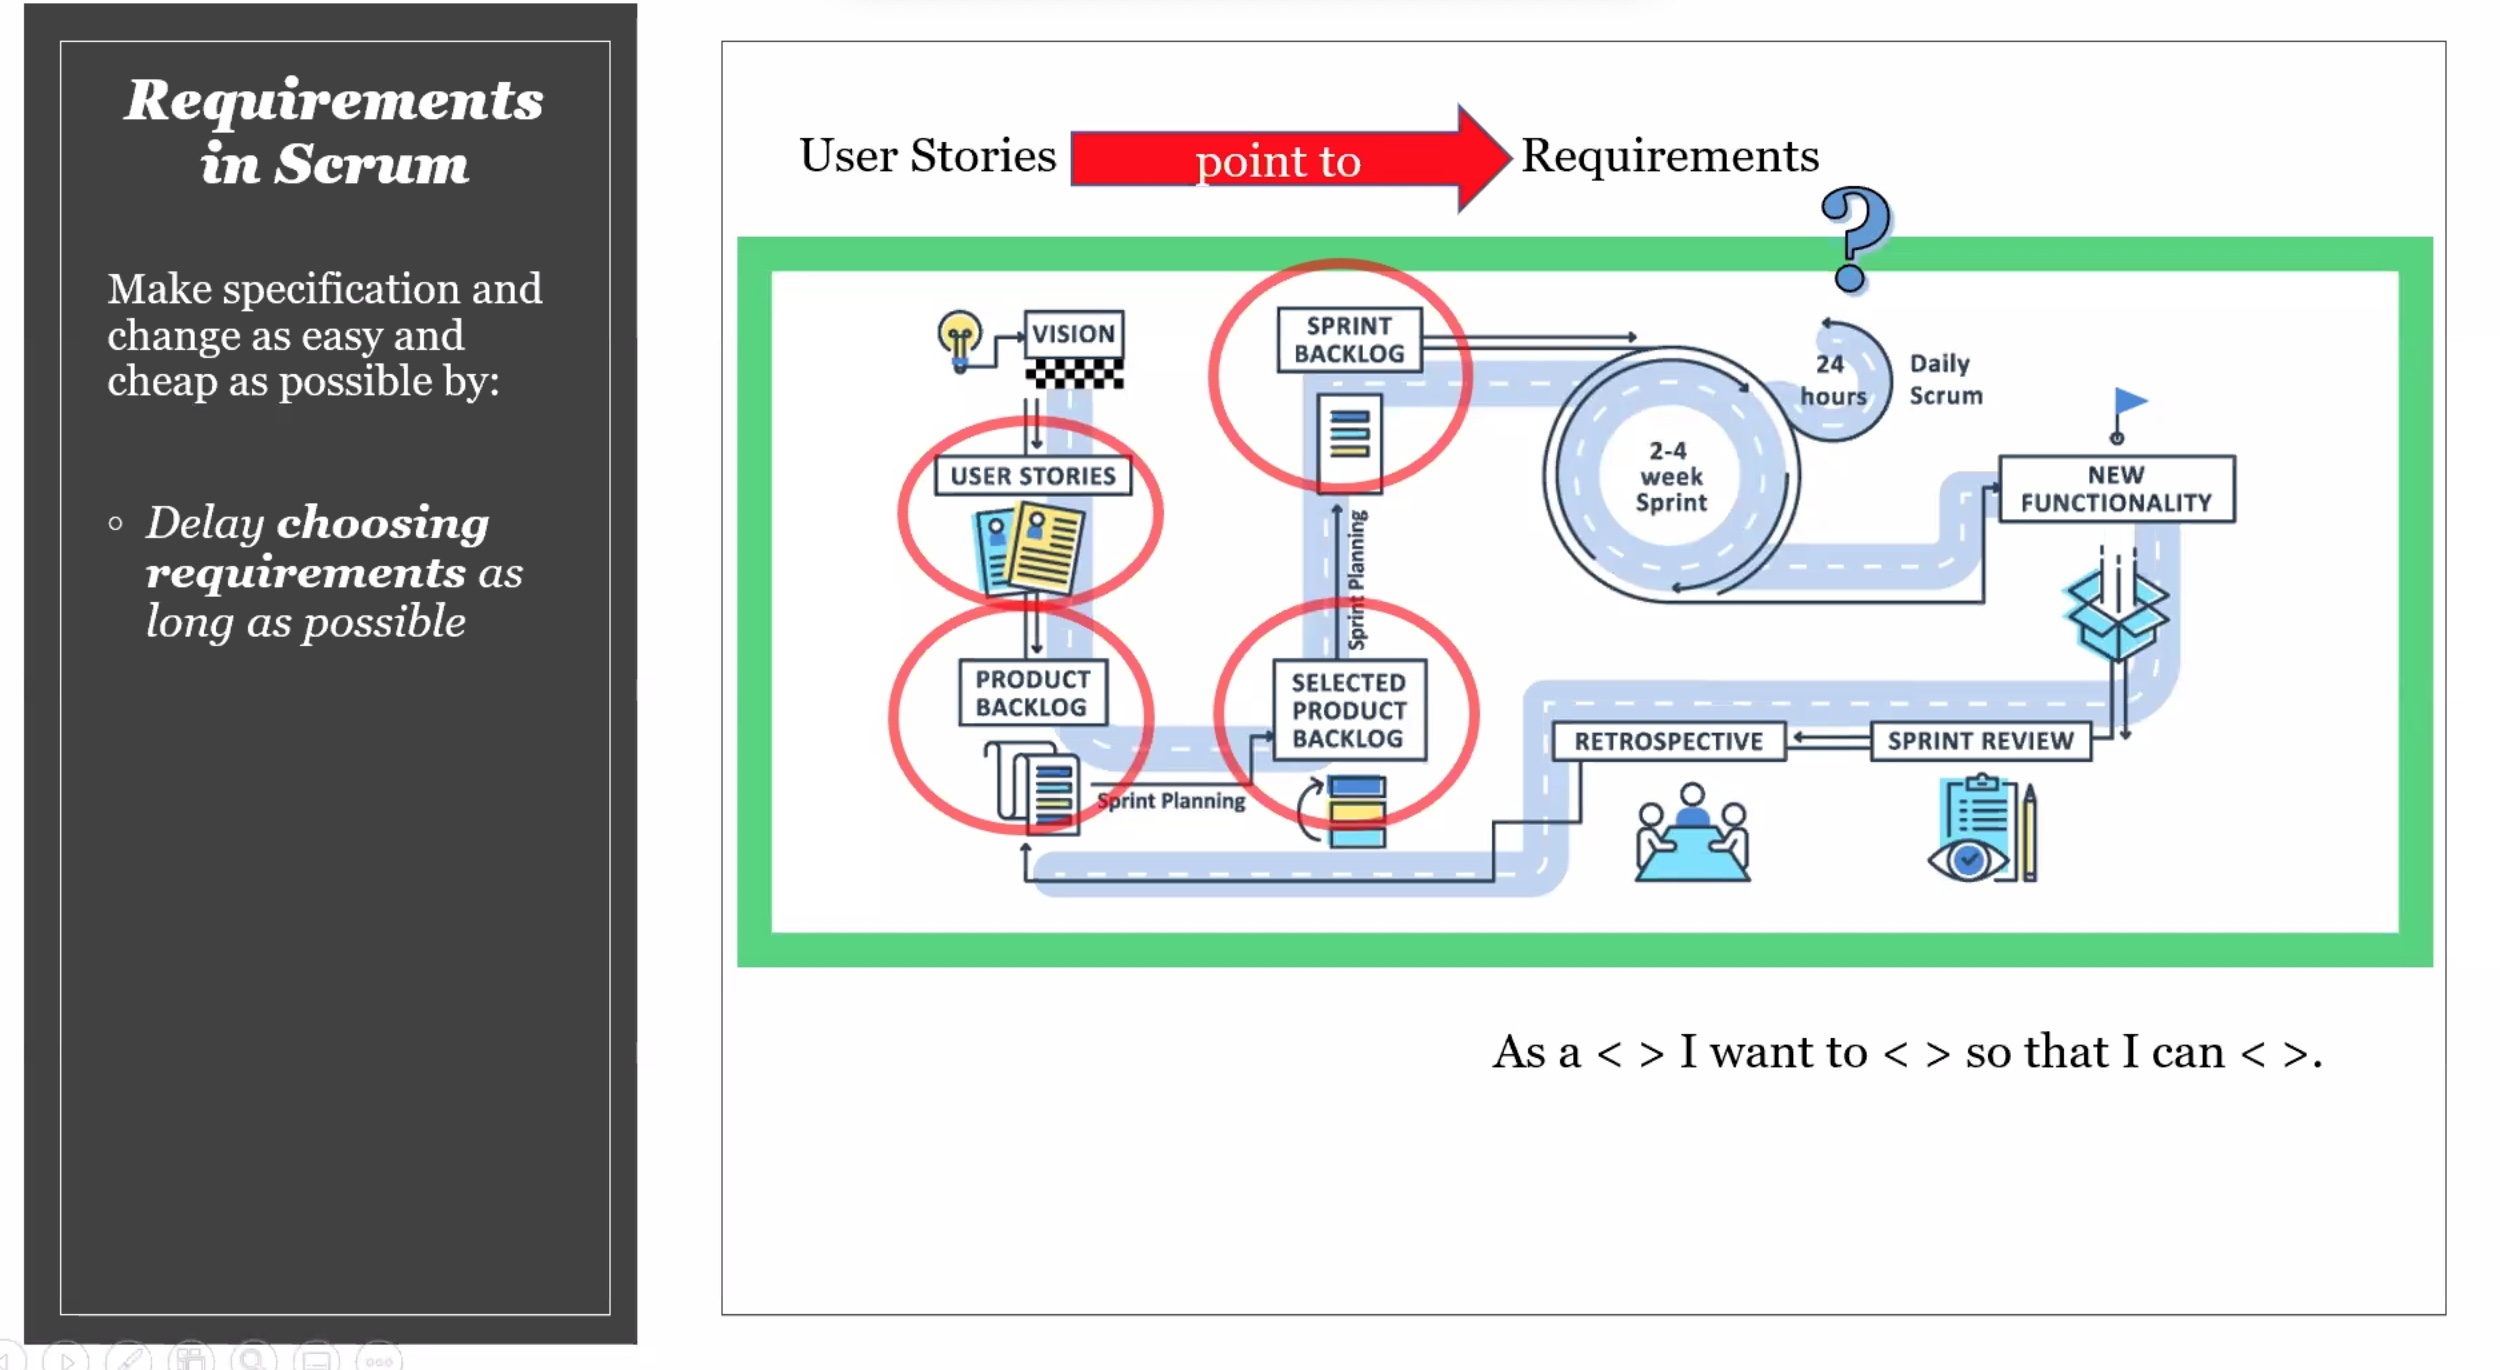 Requirements
in Scrum
Make specification and
change as easy and
cheap as possible by:
Delay choosing
requirements as
long as possible
User Stories
point to
Requirements
?
VISION
USER STORIES
PRODUCT
BACKLOG
Sprint Planning
SELECTED
PRODUCT
BACKLOG
Sprint Planning
SPRINT
BACKLOG
2-4
week
Sprint
24
hours
Daily
Scrum
NEW
FUNCTIONALITY
SPRINT REVIEW
RETROSPECTIVE
As a < > I want to < > so that I can < >.